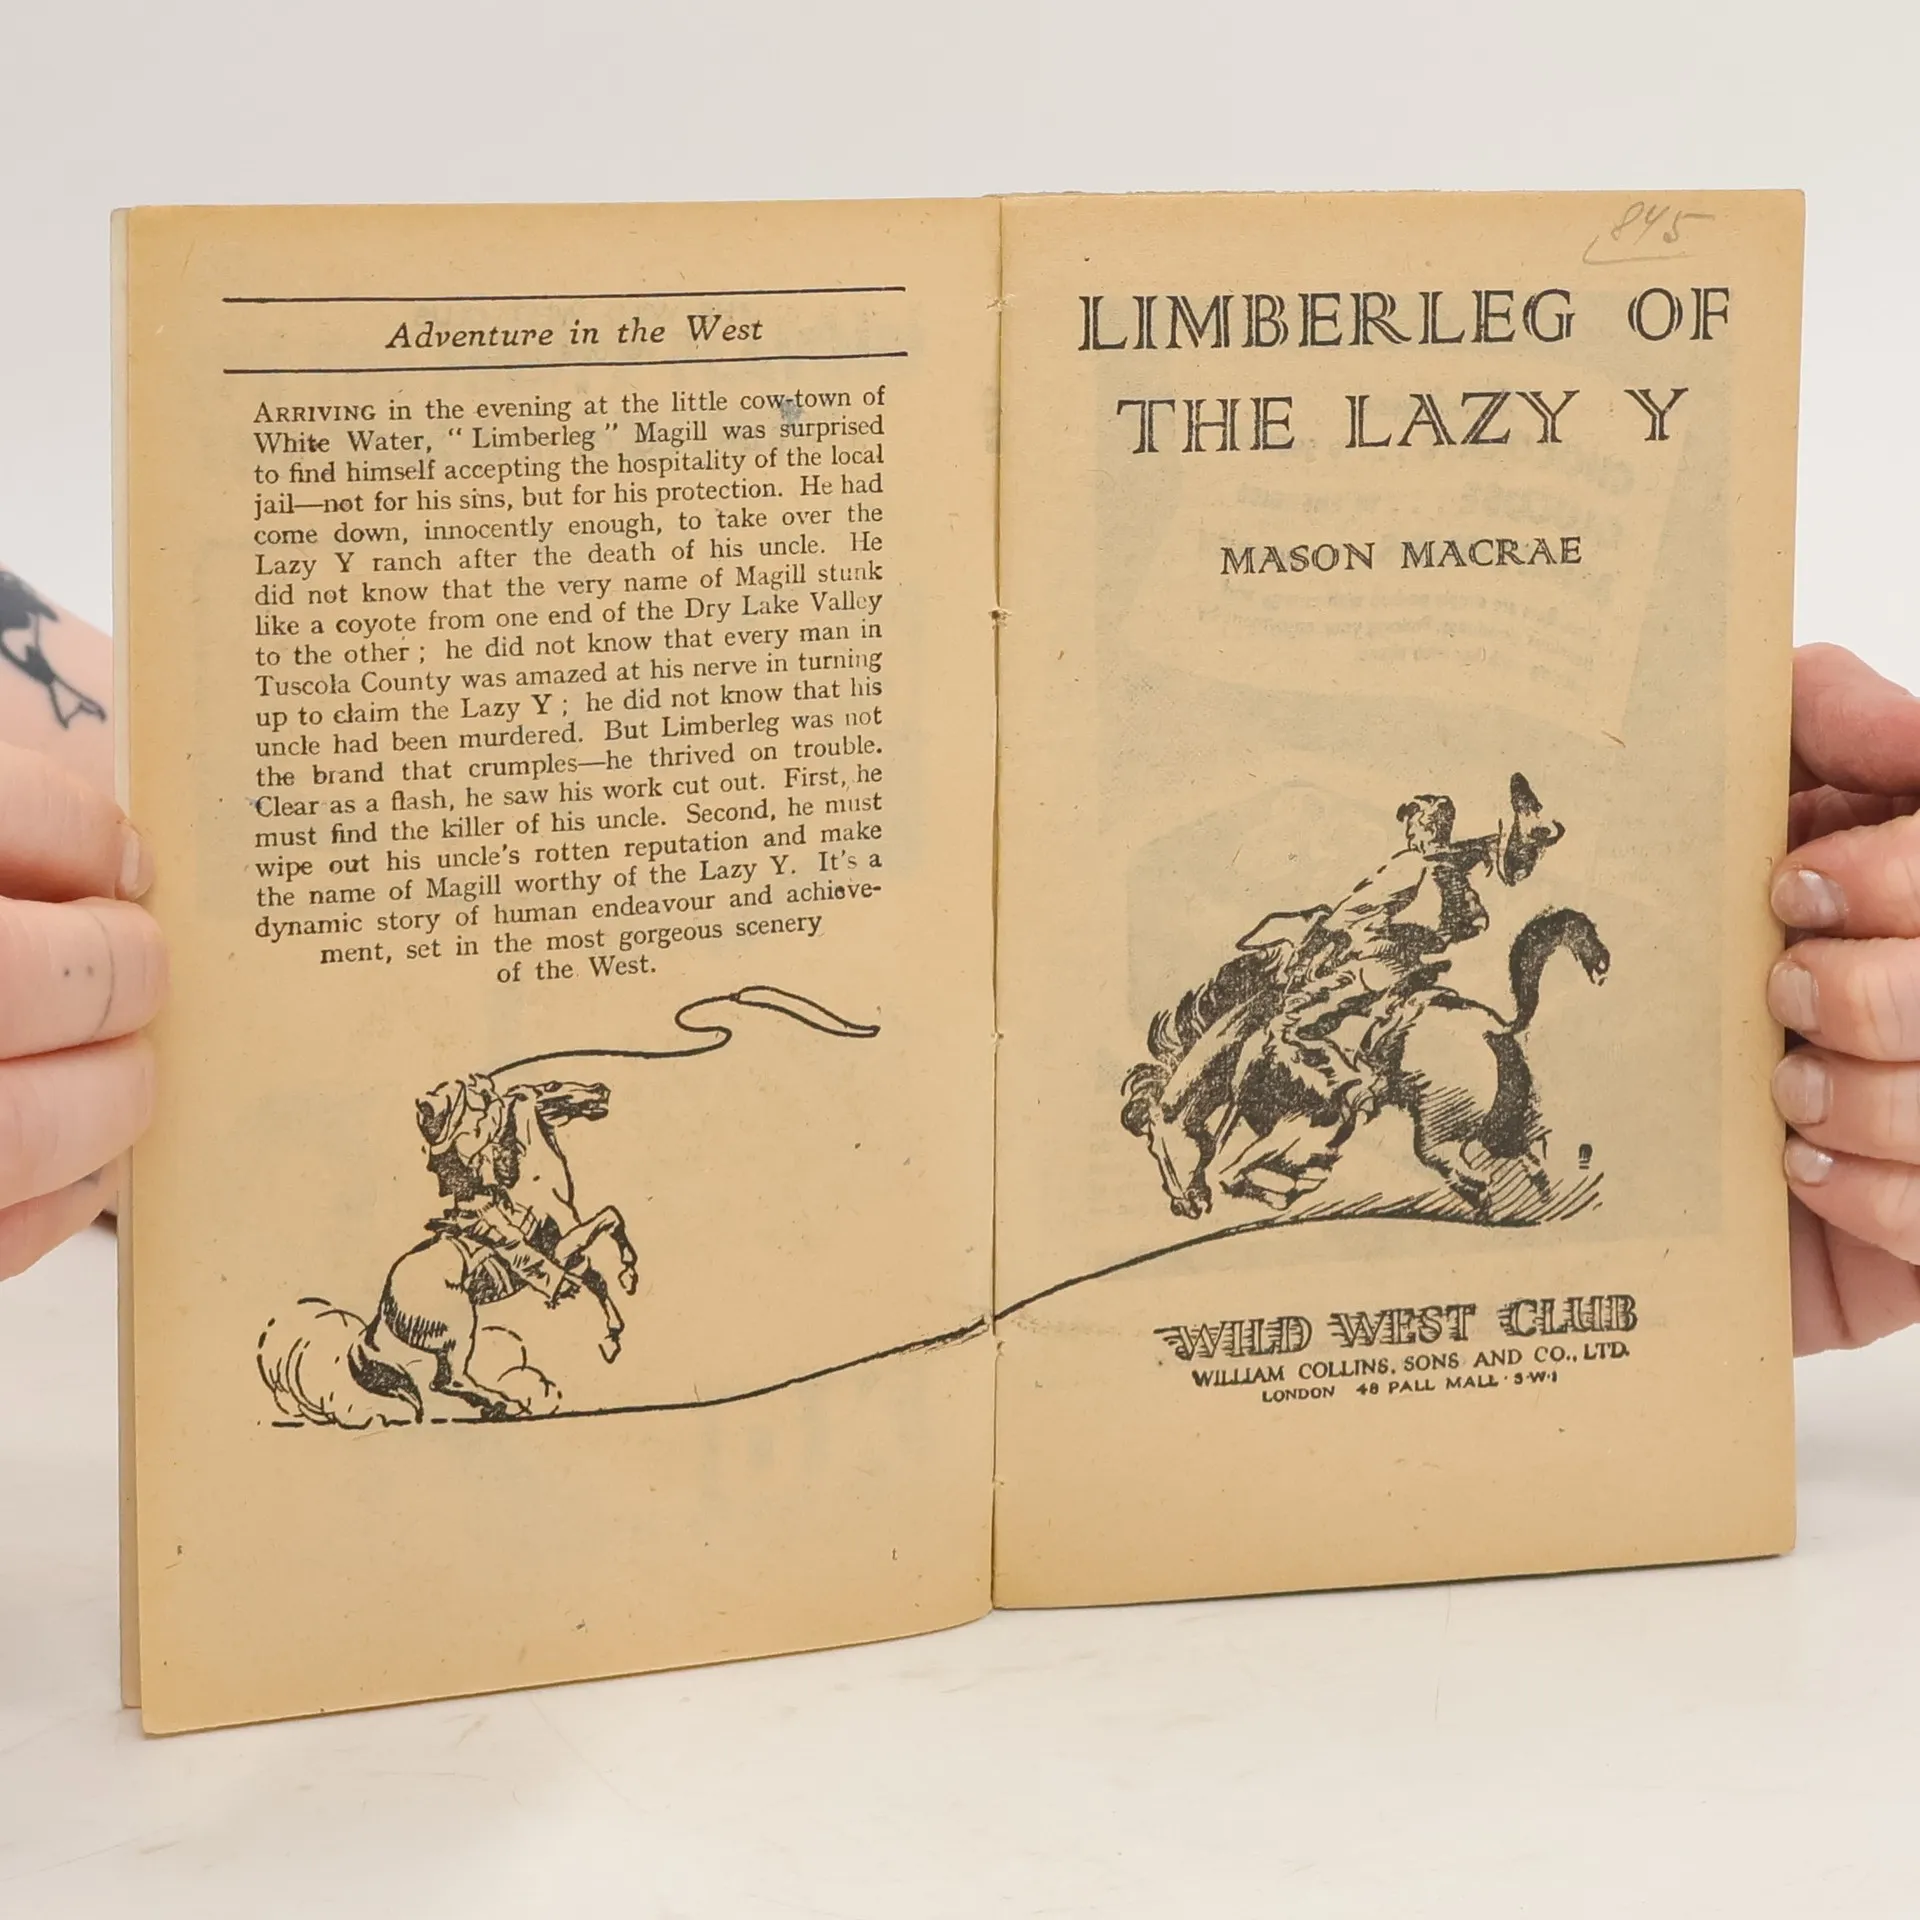 Adventure in the West
ARRIVING in the evening at the little cow-town of
White Water, " Limberleg " Magill was surprised
to find himself accepting the hospitality of the local
jail—not for his sins, but for his protection. He had
come down, innocently enough, to take over the
Lazy Y ranch after the death of his uncle. He
did not know that the very name of Magill stunk
like a coyote from one end of the Dry Lake Valley
to the other ; he did not know that every man in
Tuscola County was amazed at his nerve in turning
up to claim the Lazy Y ; he did not know that his
uncle had been murdered. But Limberleg was not
the brand that crumples—he thrived on trouble.
Clear as a flash, he saw his work cut out. First, he
must find the killer of his uncle. Second, he must
wipe out his uncle's rotten reputation and make
the name of Magill worthy of the Lazy Y. It's a
dynamic story of human endeavour and achieve-
ment, set in the most gorgeous scenery
of the West.
845
LIMBERLEG OF
THE LAZY Y
MASON MACRAE
WILD WEST CLUB
WILLIAM COLLINS, SONS AND CO., LTD.
LONDON 48 PALL MALL · S·W·1